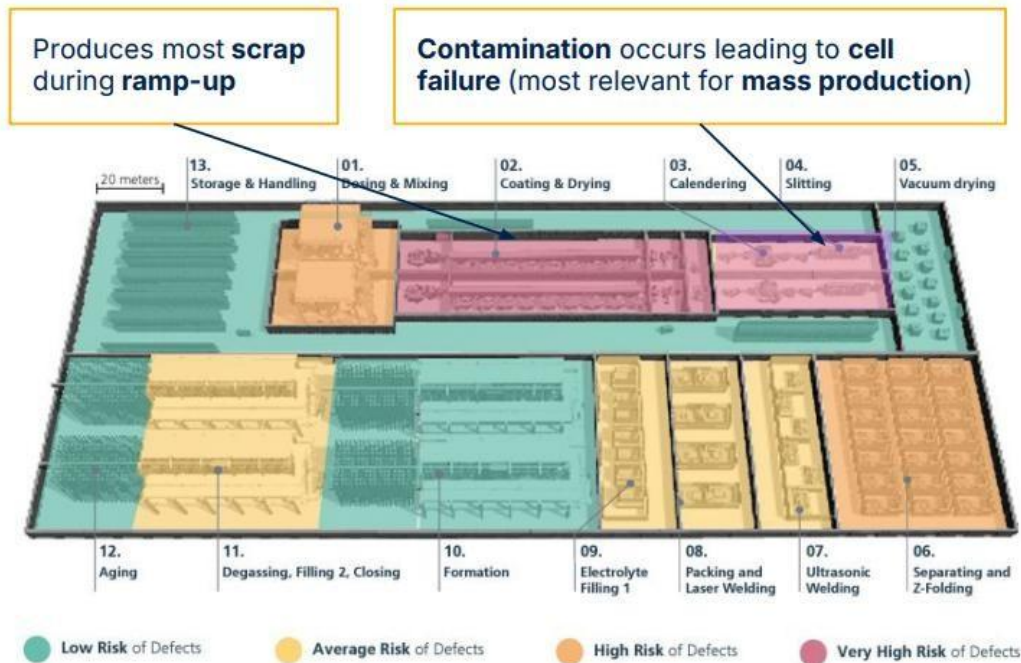 Produces most scrap
during ramp-up
Contamination occurs leading to cell
failure (most relevant for mass production)
20 meters
13.
Storage & Handling
01.
Dosing & Mixing
02.
Coating & Drying
03.
Calendering
04.
Slitting
05.
Vacuum drying
12.
Aging
11.
Degassing, Filling 2, Closing
10.
Formation
09.
Electrolyte
Filling 1
08.
Packing and
Laser Welding
07.
Ultrasonic
Welding
06.
Separating and
Z-Folding
Low Risk of Defects
Average Risk of Defects
High Risk of Defects
Very High Risk of Defects